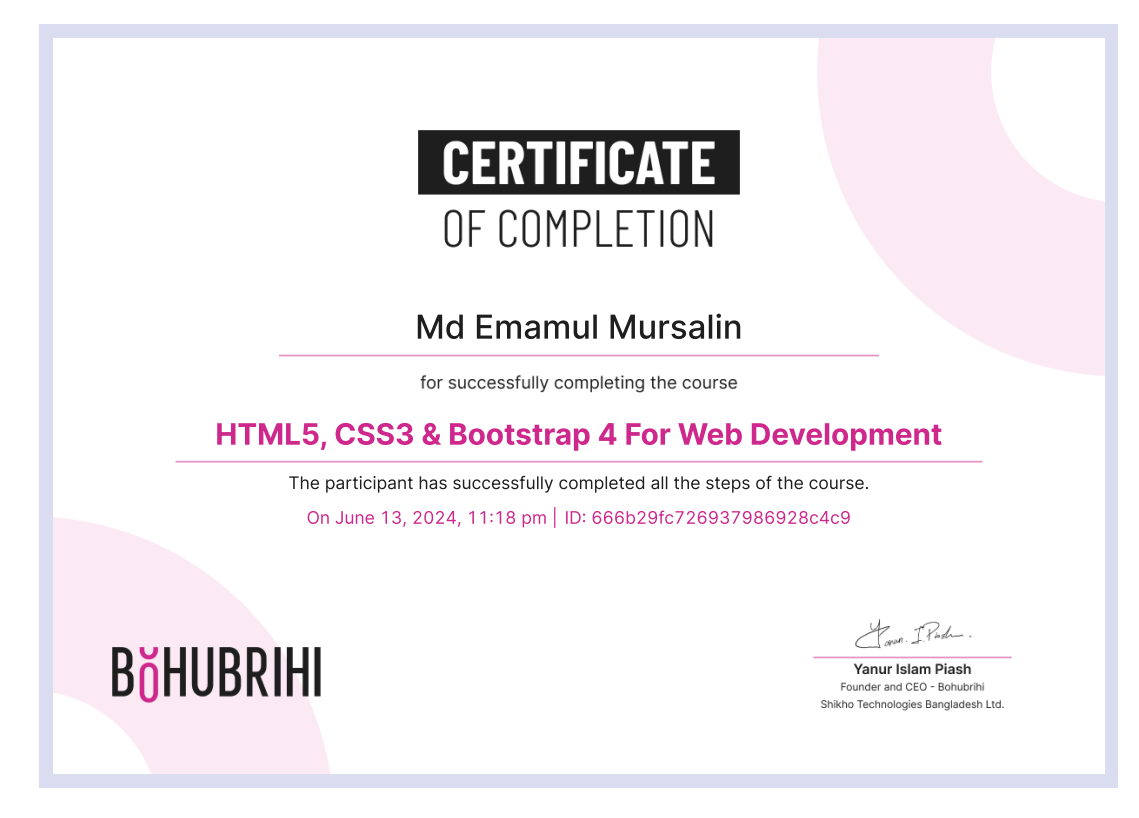 CERTIFICATE
OF COMPLETION
Md Emamul Mursalin
for successfully completing the course
HTML5, CSS3 & Bootstrap 4 For Web Development
The participant has successfully completed all the steps of the course.
On June 13, 2024, 11:18 pm | ID: 666b29fc726937986928c4c9
BOHUBRIHI
Yanur Islam Piash
Founder and CEO - Bohubrihi
Shikho Technologies Bangladesh Ltd.